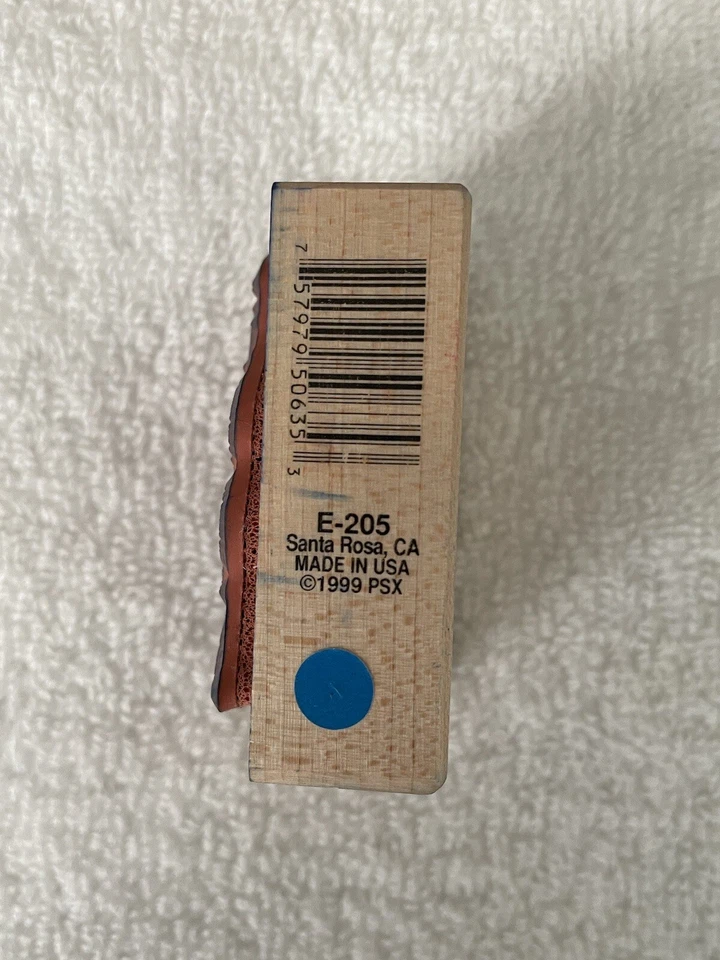 7 57979 50635 3
E-205
Santa Rosa, CA
MADE IN USA
©1999 PSX